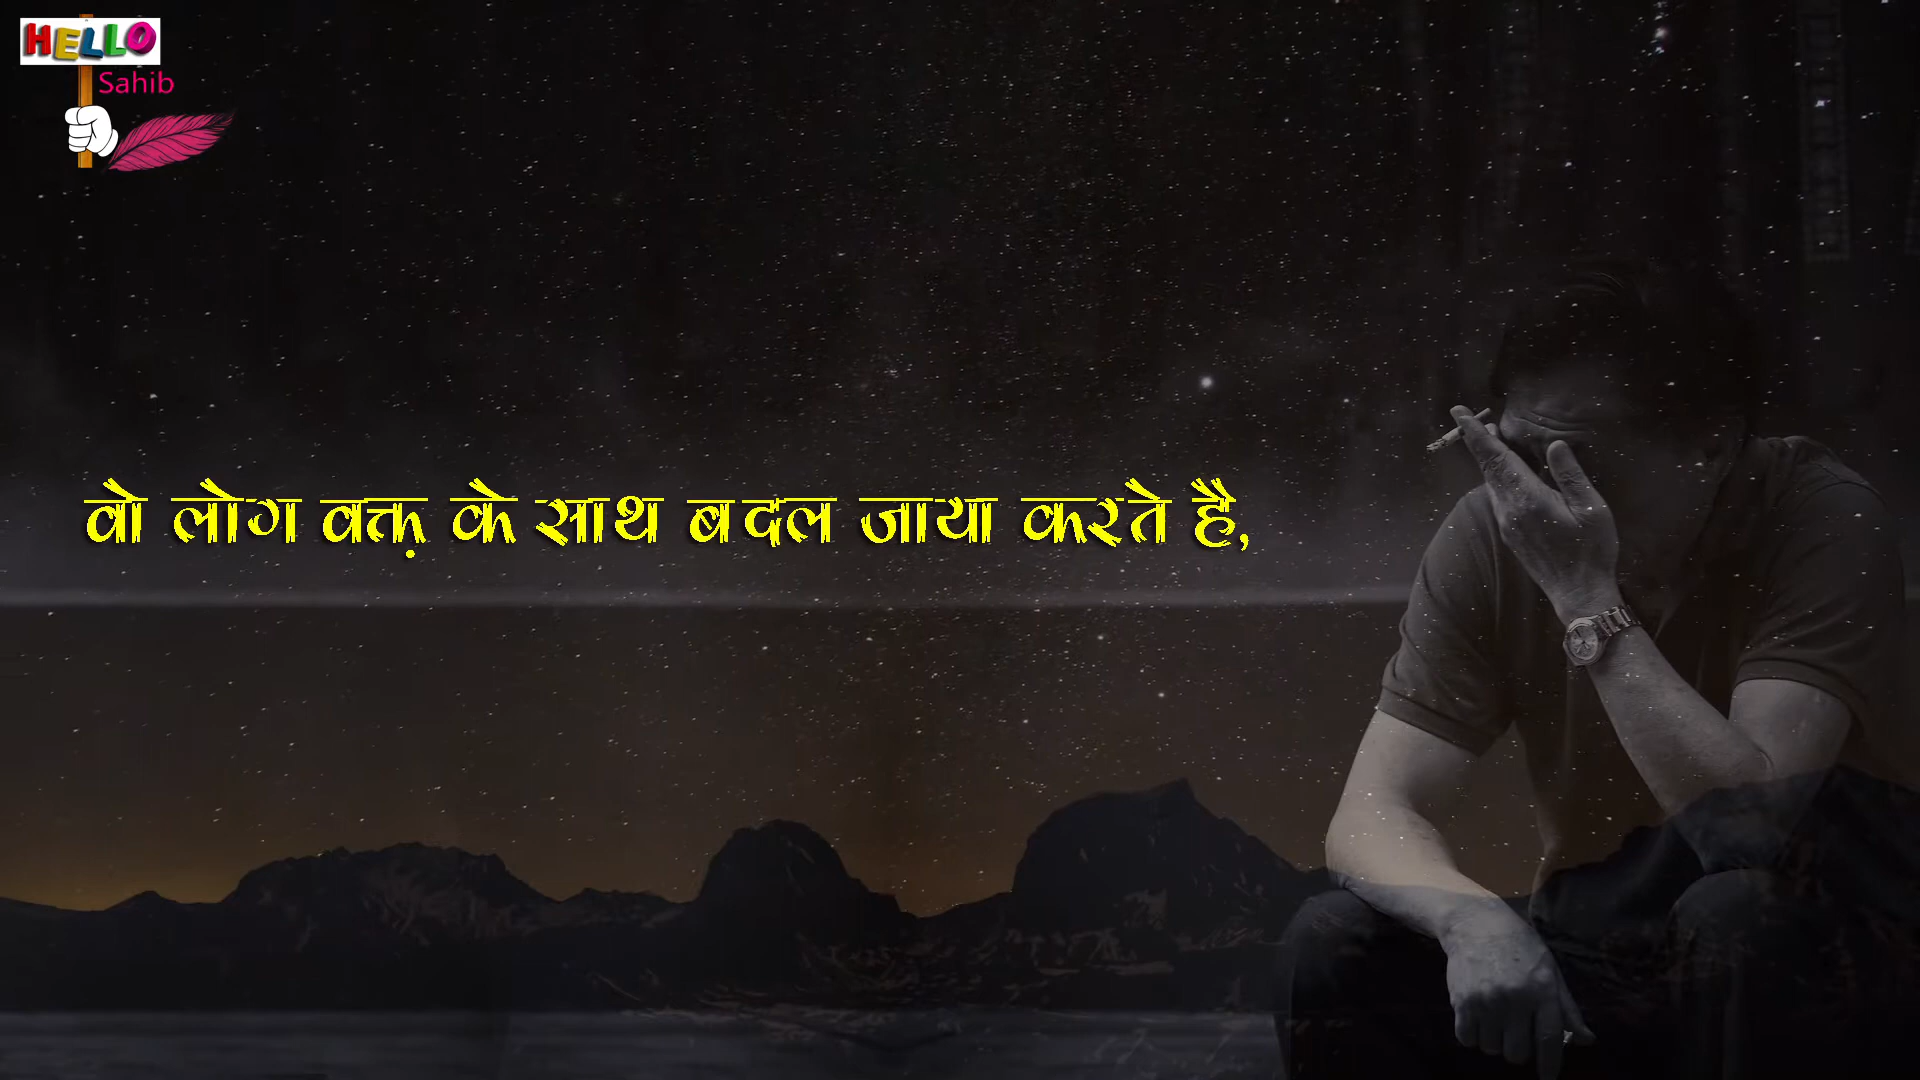 HELLO
Sahib
वो लोग वक्त़ के साथ बदल जाया करते है,